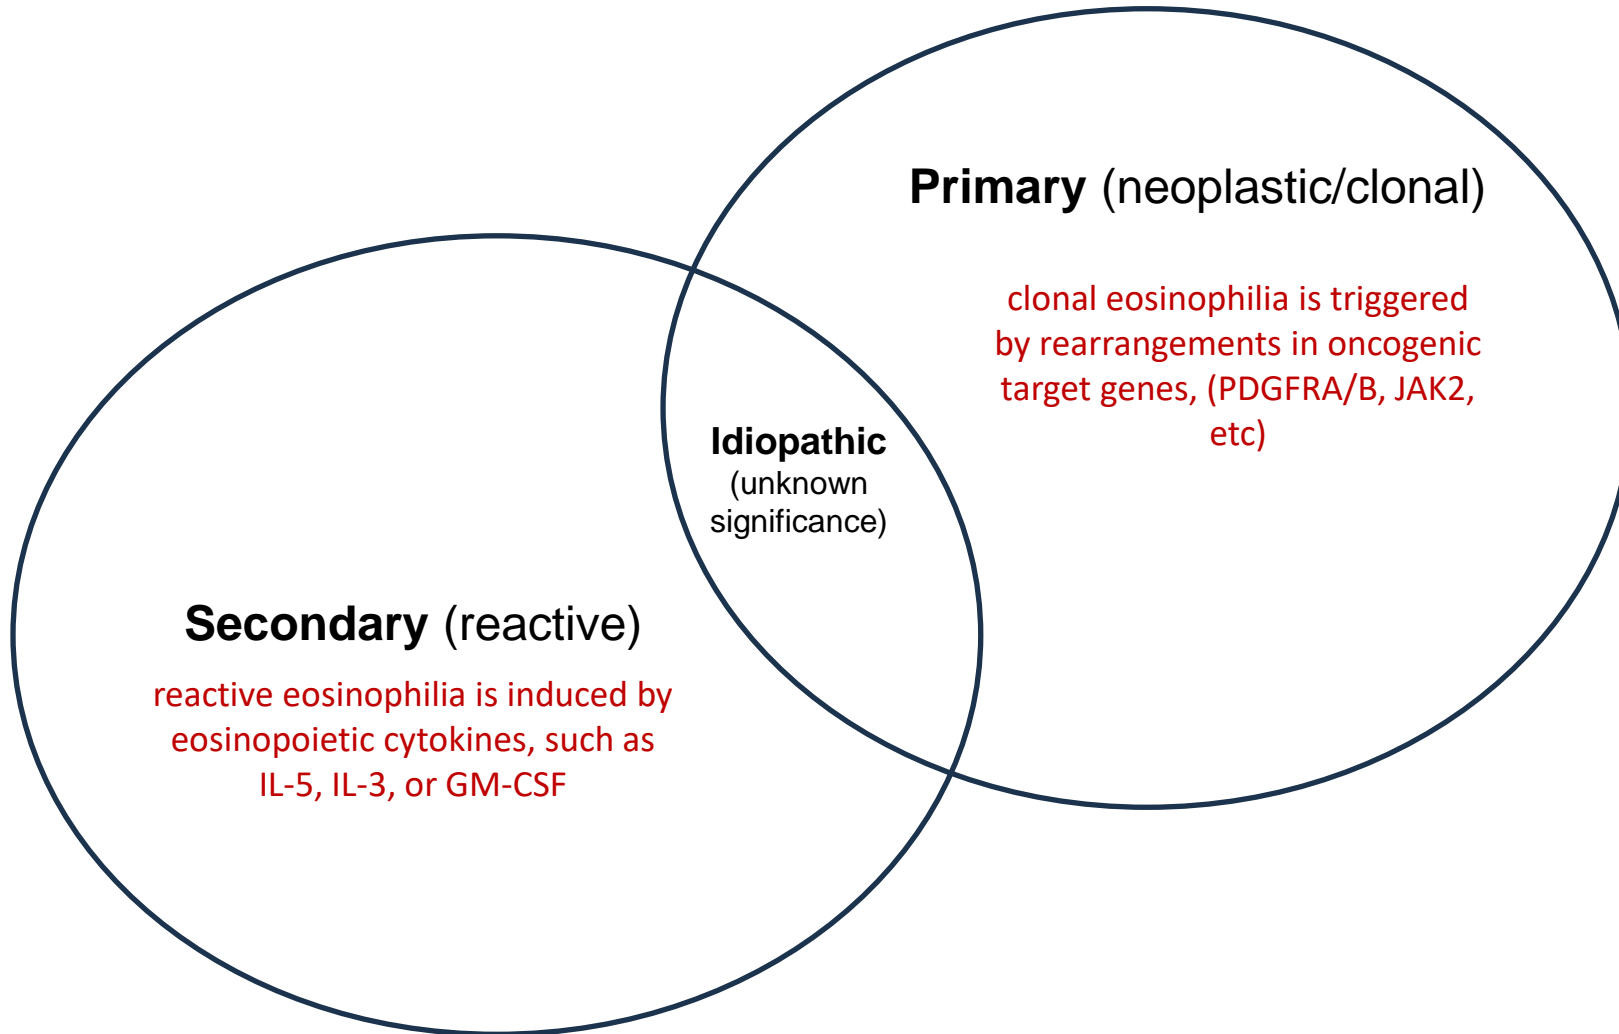 Primary (neoplastic/clonal)
clonal eosinophilia is triggered
by rearrangements in oncogenic
target genes, (PDGFRA/B, JAK2,
etc)
Idiopathic
(unknown
significance)
Secondary (reactive)
reactive eosinophilia is induced by
eosinopoietic cytokines, such as
IL-5, IL-3, or GM-CSF